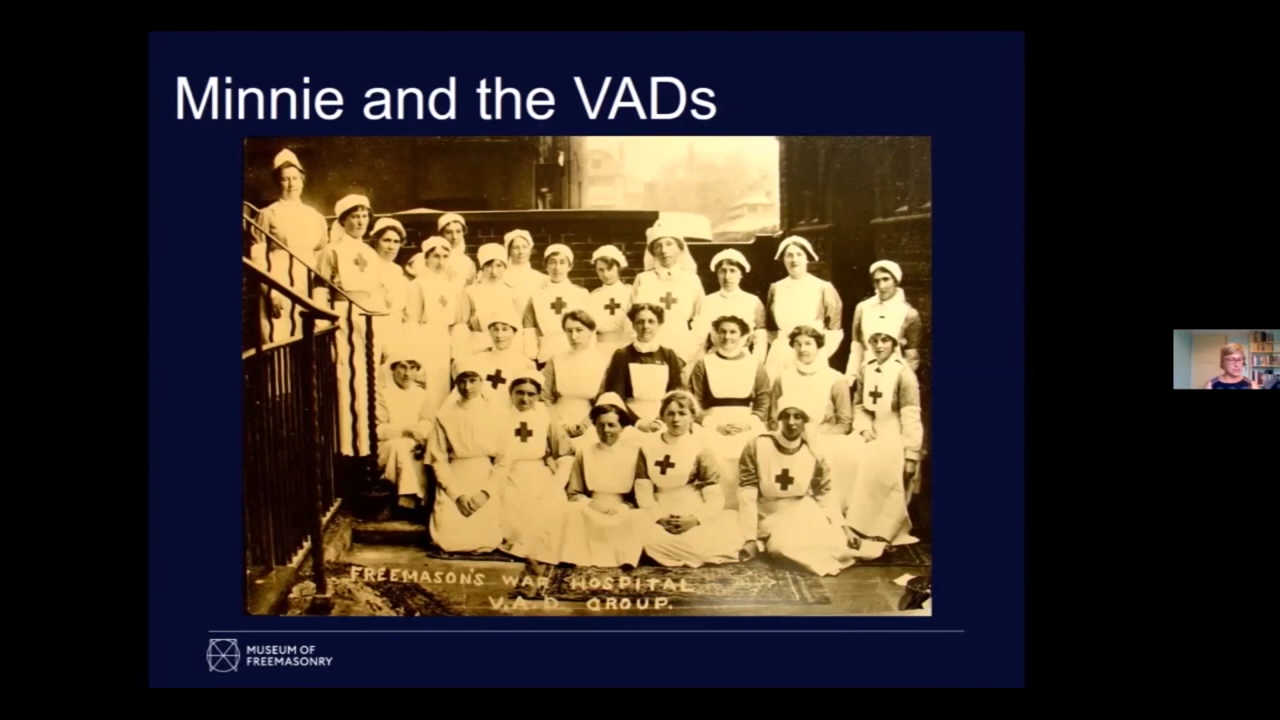 Minnie and the VADs
FREEMASON'S WAR HOSPITAL
V.A.D. GROUP.
MUSEUM OF
FREEMASONRY